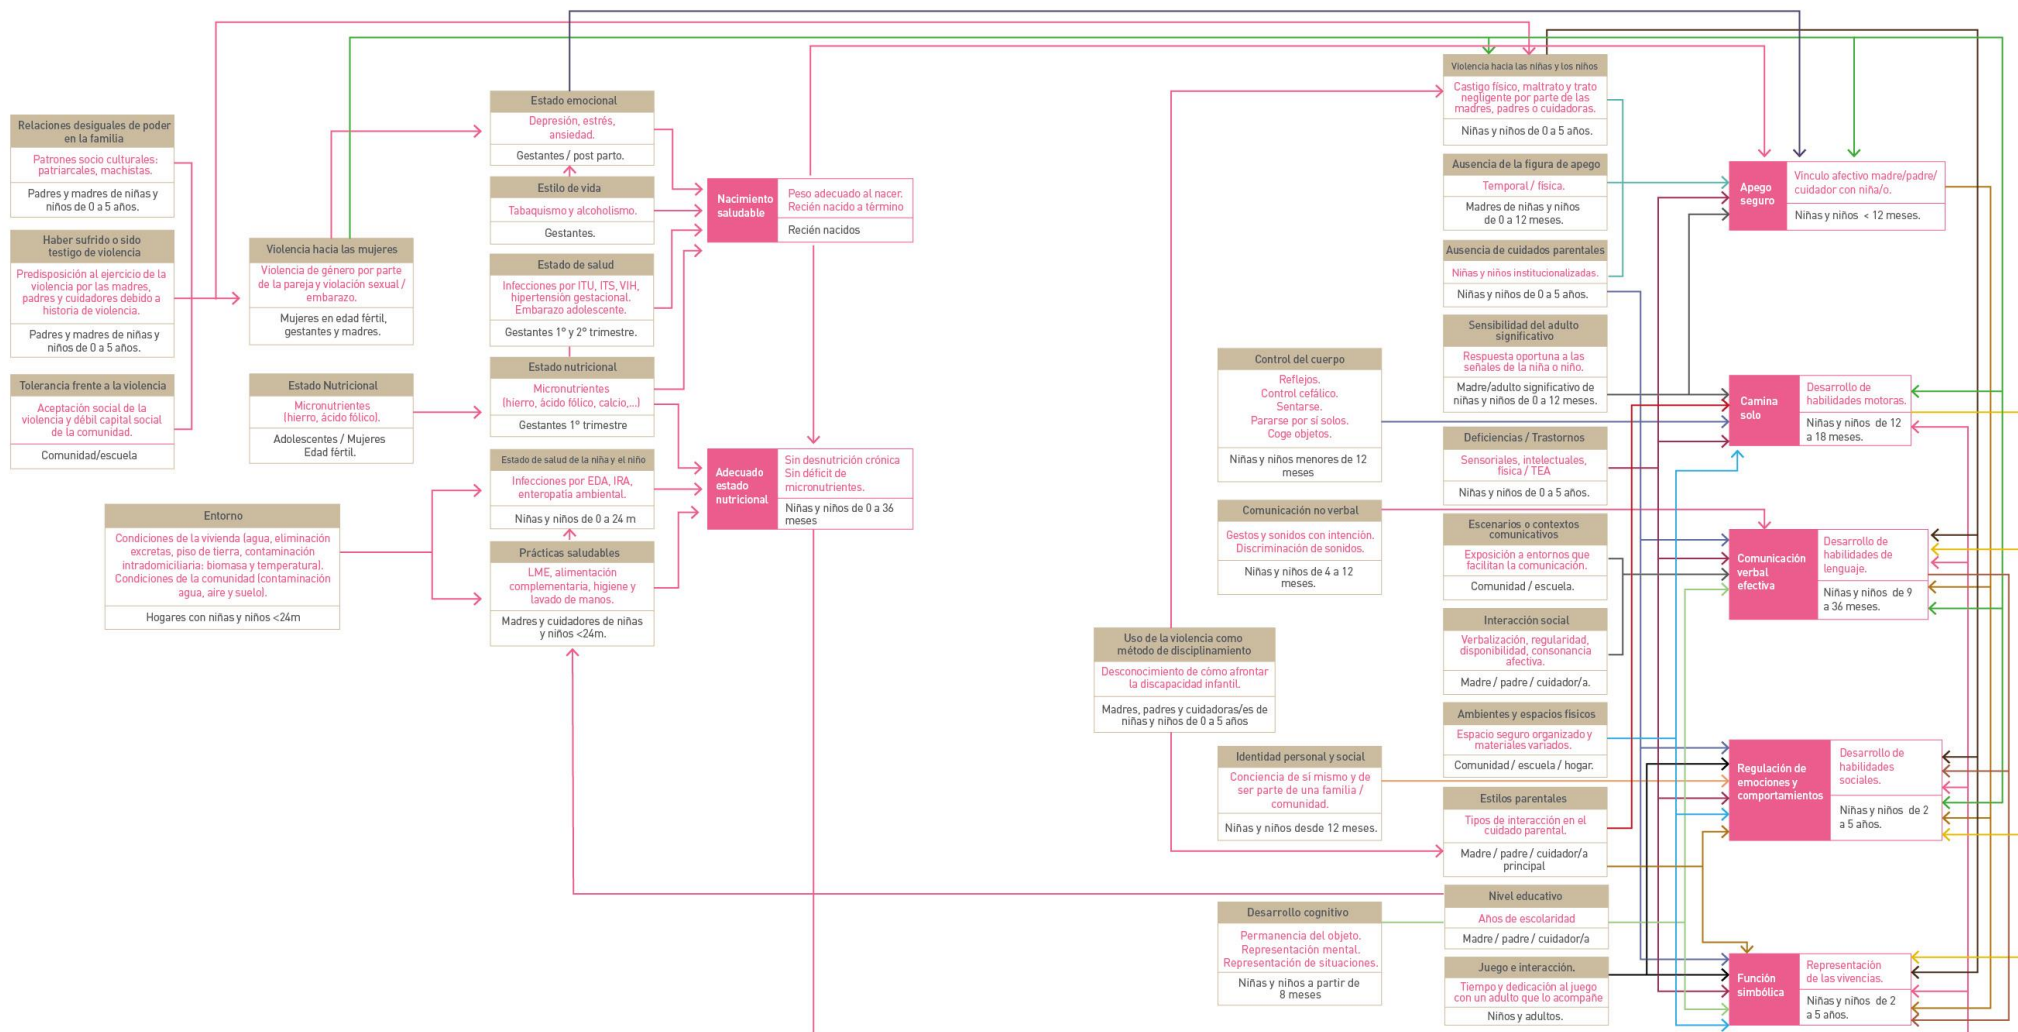 Relaciones desiguales de poder
en la familia
Patrones socio culturales:
patriarcales, machistas.
Padres y madres de niñas y
niños de 0 a 5 años.
Haber sufrido o sido
testigo de violencia
Predisposición al ejercicio de la
violencia por las madres,
padres y cuidadores debido a
historia de violencia.
Padres y madres de niñas y
niños de 0 a 5 años.
Tolerancia frente a la violencia
Aceptación social de la
violencia y débil capital social
de la comunidad.
Comunidad/escuela
Violencia hacia las mujeres
Violencia de género por parte
de la pareja y violación sexual /
embarazo.
Mujeres en edad fértil,
gestantes y madres.
Estado Nutricional
Micronutrientes
(hierro, ácido fólico).
Adolescentes / Mujeres
Edad fértil.
Entorno
Condiciones de la vivienda (agua, eliminación
excretas, piso de tierra, contaminación
intradomiciliaria: biomasa y temperatura).
Condiciones de la comunidad (contaminación
agua, aire y suelo).
Hogares con niñas y niños <24m
Estado emocional
Depresión, estrés,
ansiedad.
Gestantes / post parto.
Estilo de vida
Tabaquismo y alcoholismo.
Gestantes.
Estado de salud
Infecciones por ITU, ITS, VIH,
hipertensión gestacional.
Embarazo adolescente.
Gestantes 1º y 2º trimestre.
Estado nutricional
Micronutrientes
(hierro, ácido fólico, calcio,...)
Gestantes 1º trimestre
Estado de salud de la niña y el niño
Infecciones por EDA, IRA,
enteropatía ambiental.
Niñas y niños de 0 a 24 m
Prácticas saludables
LME, alimentación
complementaria, higiene y
lavado de manos.
Madres y cuidadores de niñas
y niños <24m.
Nacimiento
saludable
Peso adecuado al nacer.
Recién nacido a término
Recién nacidos
Adecuado
estado
nutricional
Sin desnutrición crónica
Sin déficit de
micronutrientes.
Niñas y niños de 0 a 36
meses
Uso de la violencia como
método de disciplinamiento
Desconocimiento de cómo afrontar
la discapacidad infantil.
Madres, padres y cuidadoras/es de
niñas y niños de 0 a 5 años
Control del cuerpo
Reflejos.
Control cefálico.
Sentarse.
Pararse por sí solos.
Coge objetos.
Niñas y niños menores de 12
meses
Comunicación no verbal
Gestos y sonidos con intención.
Discriminación de sonidos.
Niñas y niños de 4 a 12
meses.
Identidad personal y social
Conciencia de sí mismo y de
ser parte de una familia /
comunidad.
Niñas y niños desde 12 meses.
Desarrollo cognitivo
Permanencia del objeto.
Representación mental.
Representación de situaciones.
Niñas y niños a partir de
8 meses
Violencia hacia las niñas y los niños
Castigo físico, maltrato y trato
negligente por parte de las
madres, padres o cuidadoras.
Niñas y niños de 0 a 5 años.
Ausencia de la figura de apego
Temporal / física.
Madres de niñas y niños
de 0 a 12 meses.
Ausencia de cuidados parentales
Niñas y niños institucionalizadas.
Niñas y niños de 0 a 5 años.
Sensibilidad del adulto
significativo
Respuesta oportuna a las
señales de la niña o niño.
Madre/adulto significativo de
niñas y niños de 0 a 12 meses.
Deficiencias / Trastornos
Sensoriales, intelectuales,
física / TEA
Niñas y niños de 0 a 5 años.
Escenarios o contextos
comunicativos
Exposición a entornos que
facilitan la comunicación.
Comunidad / escuela.
Interacción social
Verbalización, regularidad,
disponibilidad, consonancia
afectiva.
Madre / padre / cuidador/a.
Ambientes y espacios físicos
Espacio seguro organizado y
materiales variados.
Comunidad / escuela / hogar.
Estilos parentales
Tipos de interacción en el
cuidado parental.
Madre / padre / cuidador/a
principal
Nivel educativo
Años de escolaridad
Madre / padre / cuidador/a
Juego e interacción.
Tiempo y dedicación al juego
con un adulto que lo acompañe
Niños y adultos.
Apego
seguro
Vínculo afectivo madre/padre/
cuidador con niña/o.
Niñas y niños < 12 meses.
Camina
solo
Desarrollo de
habilidades motoras.
Niñas y niños de 12
a 18 meses.
Comunicación
verbal
efectiva
Desarrollo de
habilidades de
lenguaje.
Niñas y niños de 9
a 36 meses.
Regulación de
emociones y
comportamientos
Desarrollo de
habilidades
sociales.
Niñas y niños de 2
a 5 años.
Función
simbólica
Representación
de las vivencias.
Niñas y niños de 2
a 5 años.